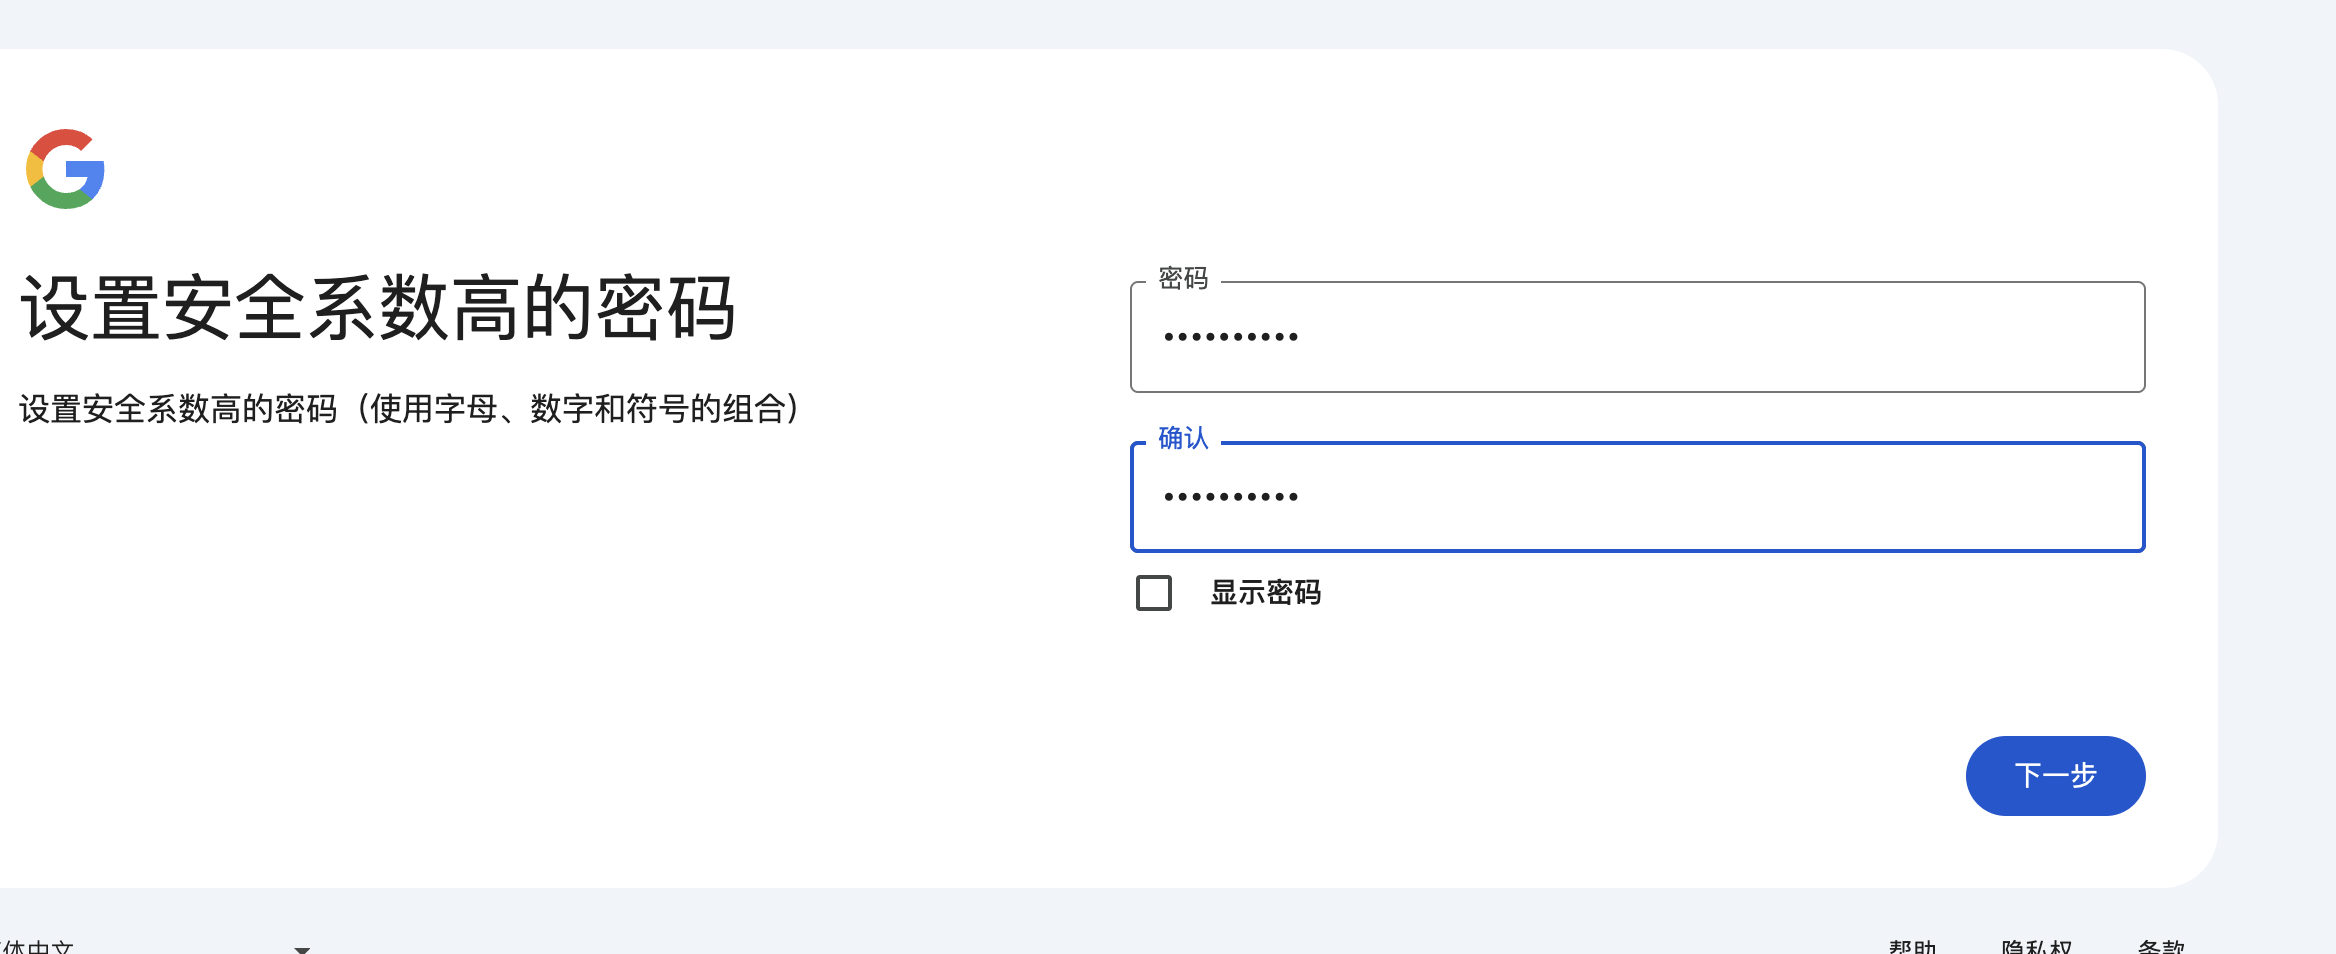 设置安全系数高的密码
设置安全系数高的密码（使用字母、数字和符号的组合）
密码
••••••••••
确认
••••••••••
显示密码
下一步
体中文
帮助 隐私权 条款